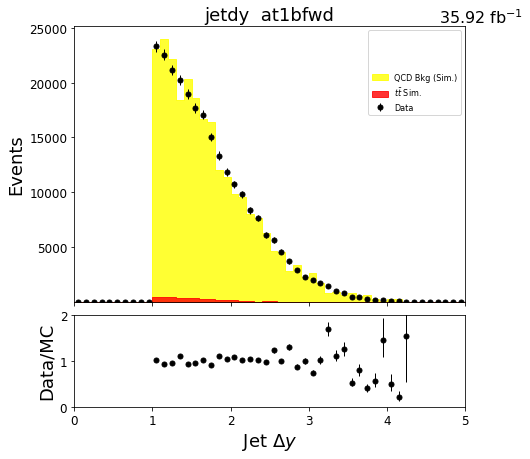 jetdy at1bfwd
35.92 fb⁻¹
25000
20000
15000
10000
5000
Events
QCD Bkg (Sim.)
tt̄ Sim.
Data
2
1
0
Data/MC
0 1 2 3 4 5
Jet Δy